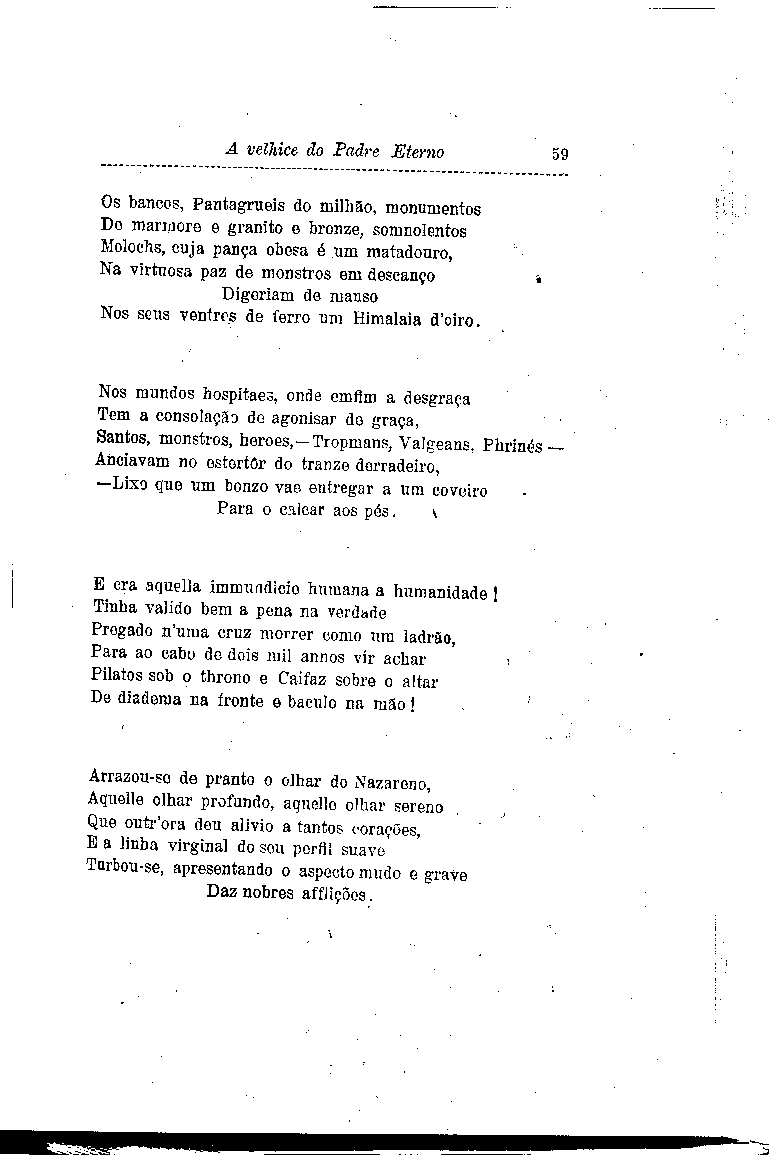 A velhice do Padre Eterno 59
Os bancos, Pantagrueis do milhão, monumentos
De marmore e granito e bronze, somnolentos
Molochs, cuja pança obesa é um matadouro,
Na virtuosa paz de monstros em descanço
Digeriam de manso
Nos seus ventres de ferro um Himalaia d'oiro.
Nos mundos hospitaes, onde emfim a desgraça
Tem a consolação de agonisar de graça,
Santos, monstros, heroes,—Tropmans, Valgeans, Phrinés—
Anciavam no estertôr do tranze derradeiro,
—Lixo que um bonzo vae entregar a um coveiro
Para o calcar aos pés.
E era aquella immundicie humana a humanidade!
Tinha valido bem a pena na verdade
Pregado n'uma cruz morrer como um ladrão,
Para ao cabo de dois mil annos vir achar
Pilatos sob o throno e Caifaz sobre o altar
De diadema na fronte e baculo na mão!
Arrazou-se de pranto o olhar do Nazareno,
Aquelle olhar profundo, aquelle olhar sereno
Que outr'ora deu alivio a tantos corações,
E a linha virginal do seu perfil suave
Turbou-se, apresentando o aspecto mudo e grave
Daz nobres afflições.